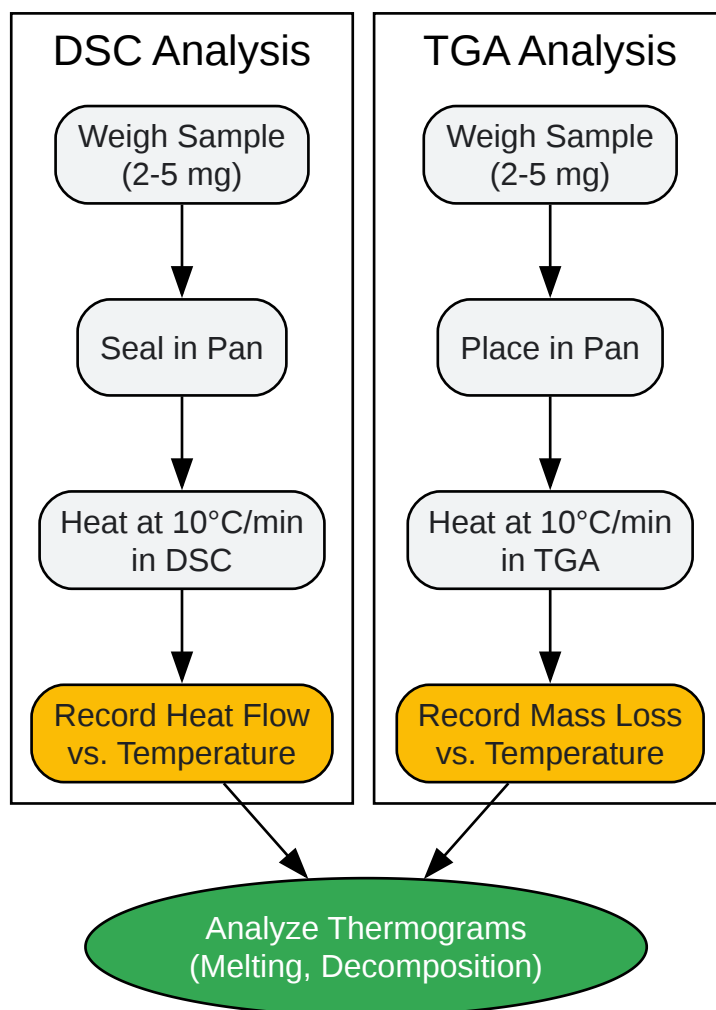 DSC Analysis
Weigh Sample
(2-5 mg)
Seal in Pan
Heat at 10°C/min
in DSC
Record Heat Flow
vs. Temperature
TGA Analysis
Weigh Sample
(2-5 mg)
Place in Pan
Heat at 10°C/min
in TGA
Record Mass Loss
vs. Temperature
Analyze Thermograms
(Melting, Decomposition)